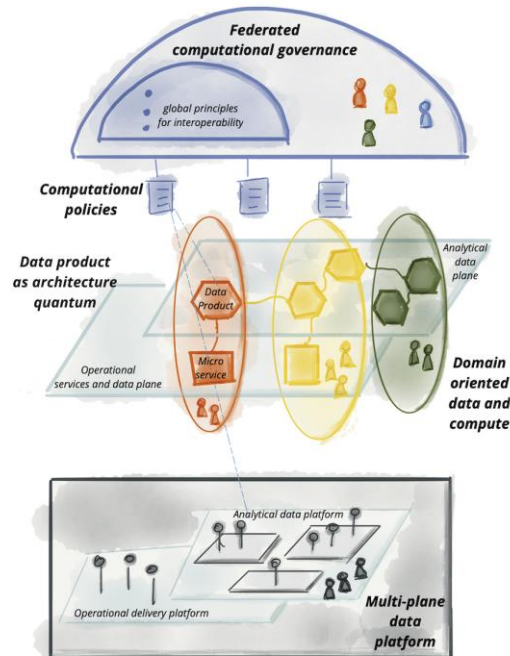 Federated
computational governance
global principles
for interoperability
Computational
policies
Data product
as architecture
quantum
Analytical
data
plane
Data
Product
Micro
service
Operational
services and data plane
Domain
oriented
data and
compute
Analytical data platform
Operational delivery platform
Multi-plane
data
platform